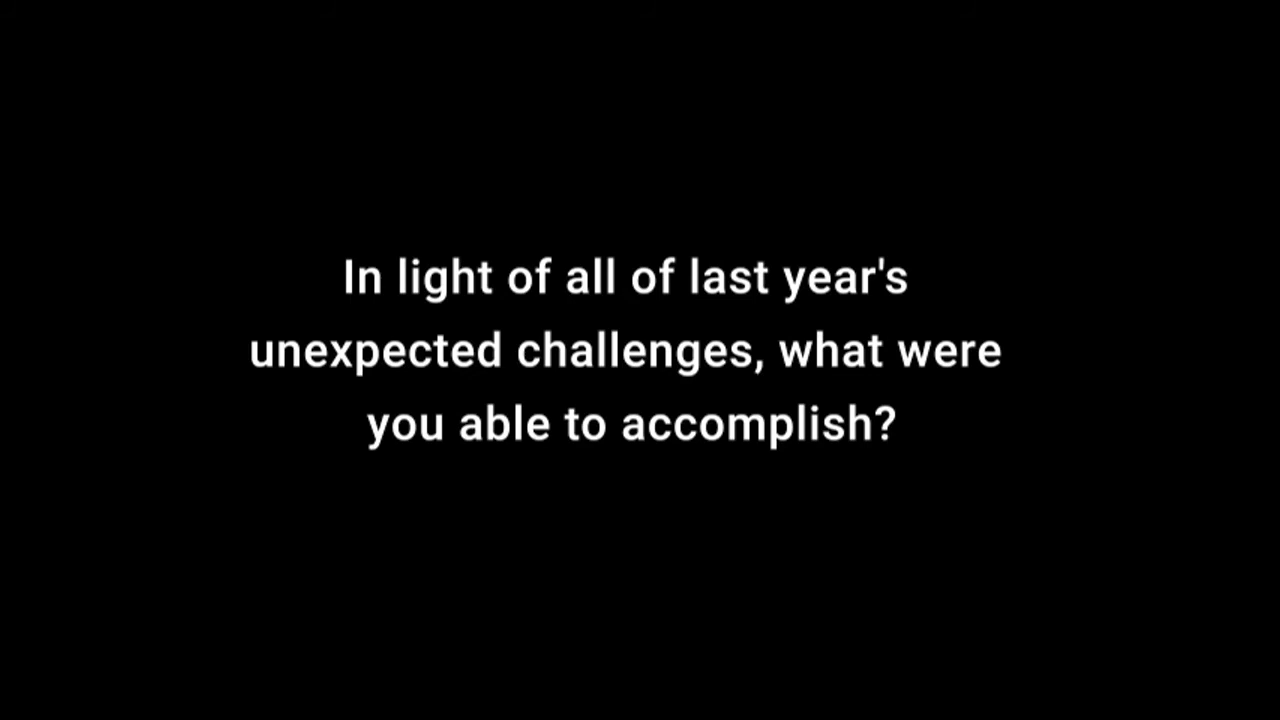 In light of all of last year's
unexpected challenges, what were
you able to accomplish?